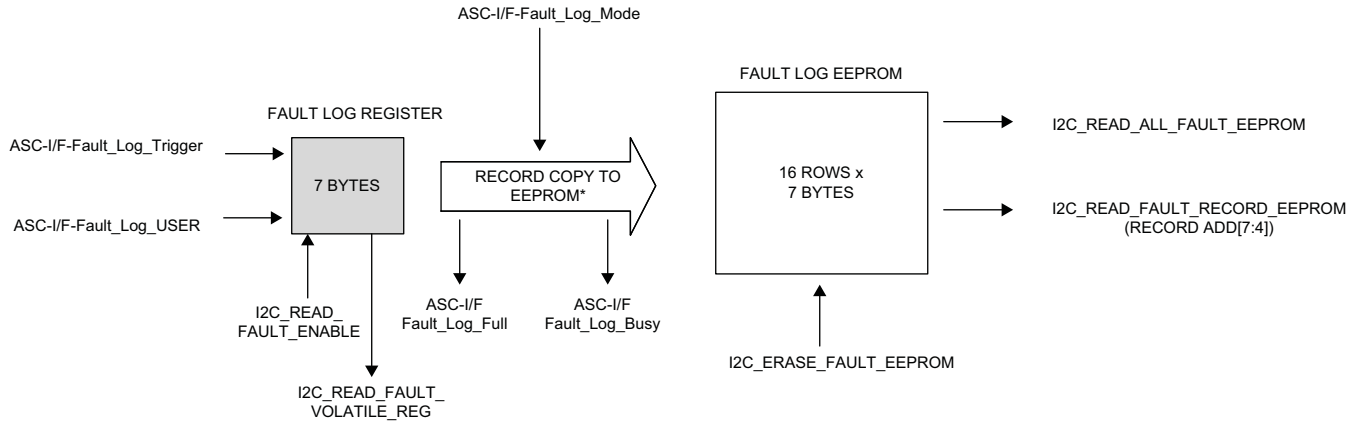 ASC-I/F-Fault_Log_Mode
FAULT LOG EEPROM
FAULT LOG REGISTER
ASC-I/F-Fault_Log_Trigger
ASC-I/F-Fault_Log_USER
7 BYTES
RECORD COPY TO
EEPROM*
16 ROWS x
7 BYTES
I2C_READ_ALL_FAULT_EEPROM
I2C_READ_FAULT_RECORD_EEPROM
(RECORD ADD[7:4])
I2C_READ_
FAULT_ENABLE
ASC-I/F
Fault_Log_Full
ASC-I/F
Fault_Log_Busy
I2C_ERASE_FAULT_EEPROM
I2C_READ_FAULT_
VOLATILE_REG